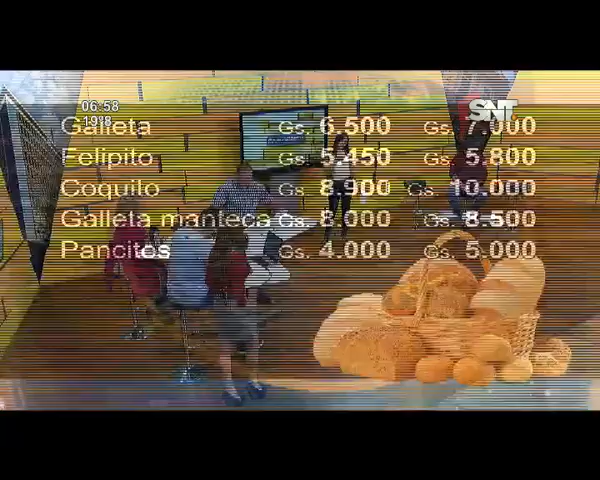 06:58
19°8
SNT
Galleta Gs. 6.500 Gs. 7.000
Felipito Gs. 5.450 Gs. 5.800
Coquito Gs. 8.900 Gs. 10.000
Galleta manteca Gs. 8.000 Gs. 8.500
Pancitos Gs. 4.000 Gs. 5.000